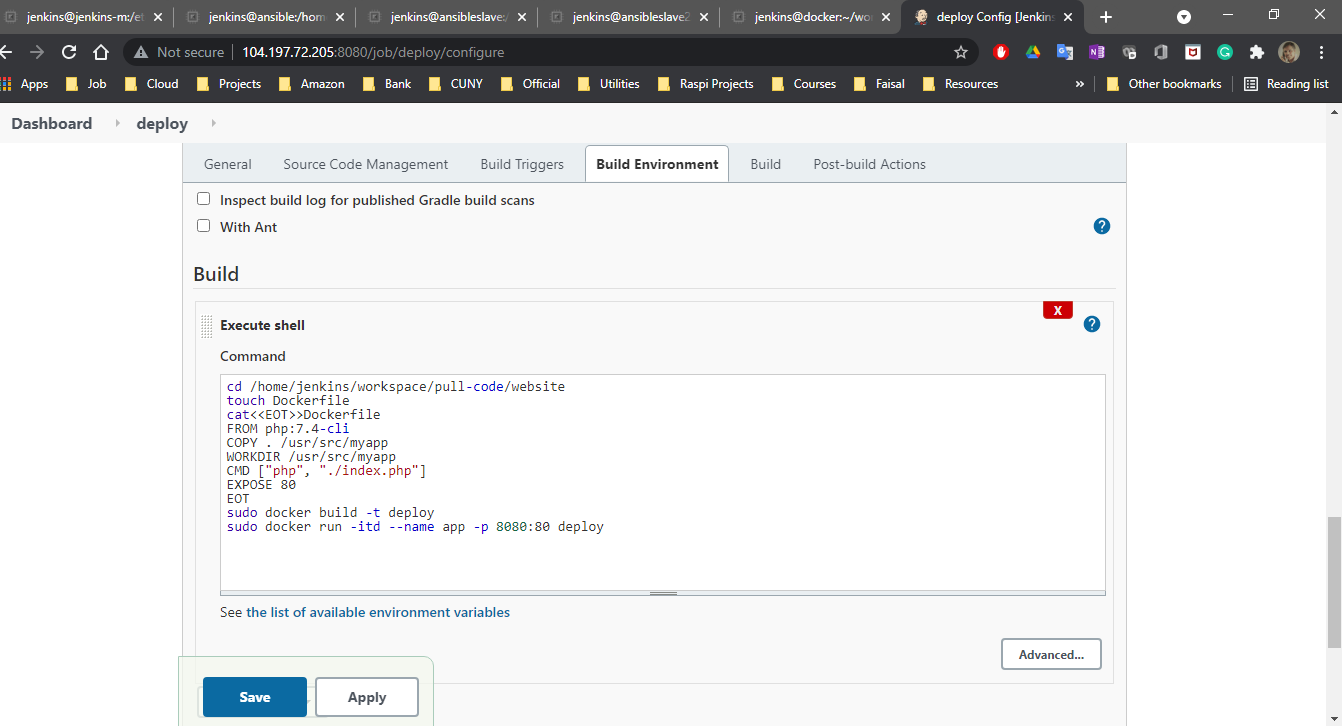 jenkins@jenkins-m:/et
jenkins@ansible:/hom
jenkins@ansibleslave:/
jenkins@ansibleslave2
jenkins@docker:~/wo
deploy Config [Jenkins
Not secure
104.197.72.205:8080/job/deploy/configure
Apps
Job
Cloud
Projects
Amazon
Bank
CUNY
Official
Utilities
Raspi Projects
Courses
Faisal
Resources
»
Other bookmarks
Reading list
Dashboard
deploy
General
Source Code Management
Build Triggers
Build Environment
Build
Post-build Actions
Inspect build log for published Gradle build scans
With Ant
?
Build
X
Execute shell
?
Command
cd /home/jenkins/workspace/pull-code/website
touch Dockerfile
cat<<EOT>>Dockerfile
FROM php:7.4-cli
COPY . /usr/src/myapp
WORKDIR /usr/src/myapp
CMD ["php", "./index.php"]
EXPOSE 80
EOT
sudo docker build -t deploy
sudo docker run -itd --name app -p 8080:80 deploy
See the list of available environment variables
Advanced...
Save
Apply